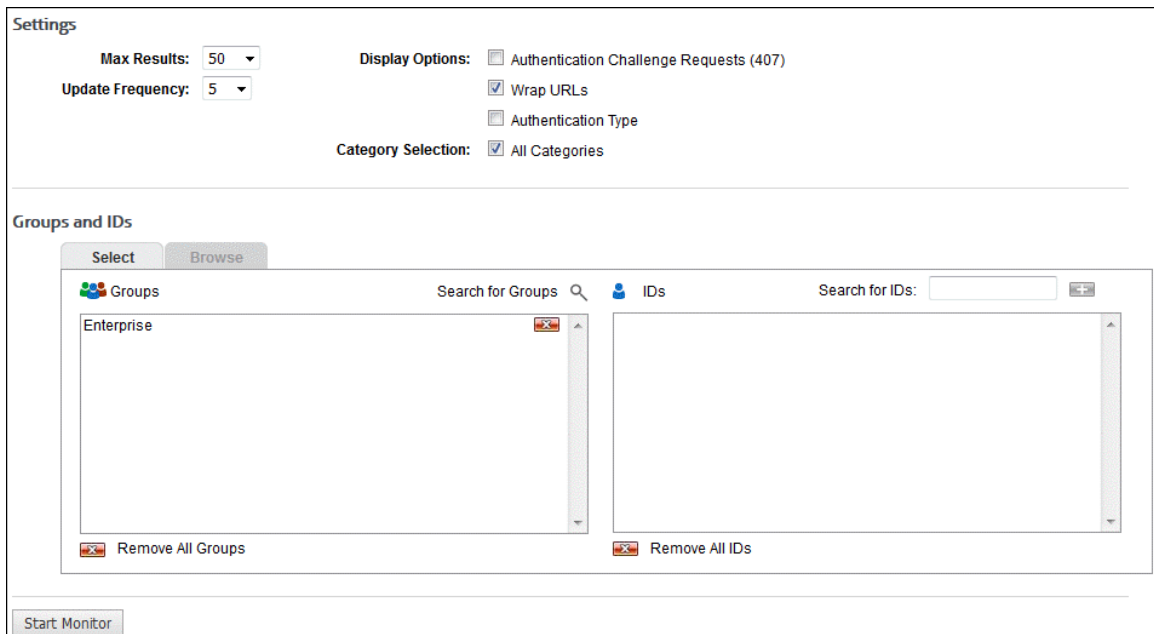 Settings
Max Results: 50 Display Options: Authentication Challenge Requests (407)
Update Frequency: 5 Wrap URLs
Authentication Type
Category Selection: All Categories
Groups and IDs
Select Browse
Groups Search for Groups IDs Search for IDs:
Enterprise
Remove All Groups Remove All IDs
Start Monitor